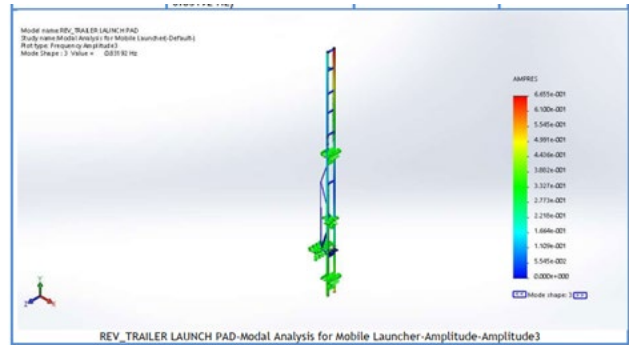 Model name:REV_TRAILER LAUNCH PAD
Study name:Modal Analysis for Mobile Launcher(-Default-)
Plot type: Frequency Amplitude3
Mode Shape : 3 Value = 0.83192 Hz
AMPRES
6.655e-001
6.100e-001
5.545e-001
4.991e-001
4.436e-001
3.882e-001
3.327e-001
2.773e-001
2.218e-001
1.664e-001
1.109e-001
5.545e-002
0.000e+000
Mode shape: 3
Y
Z
X
REV_TRAILER LAUNCH PAD-Modal Analysis for Mobile Launcher-Amplitude-Amplitude3